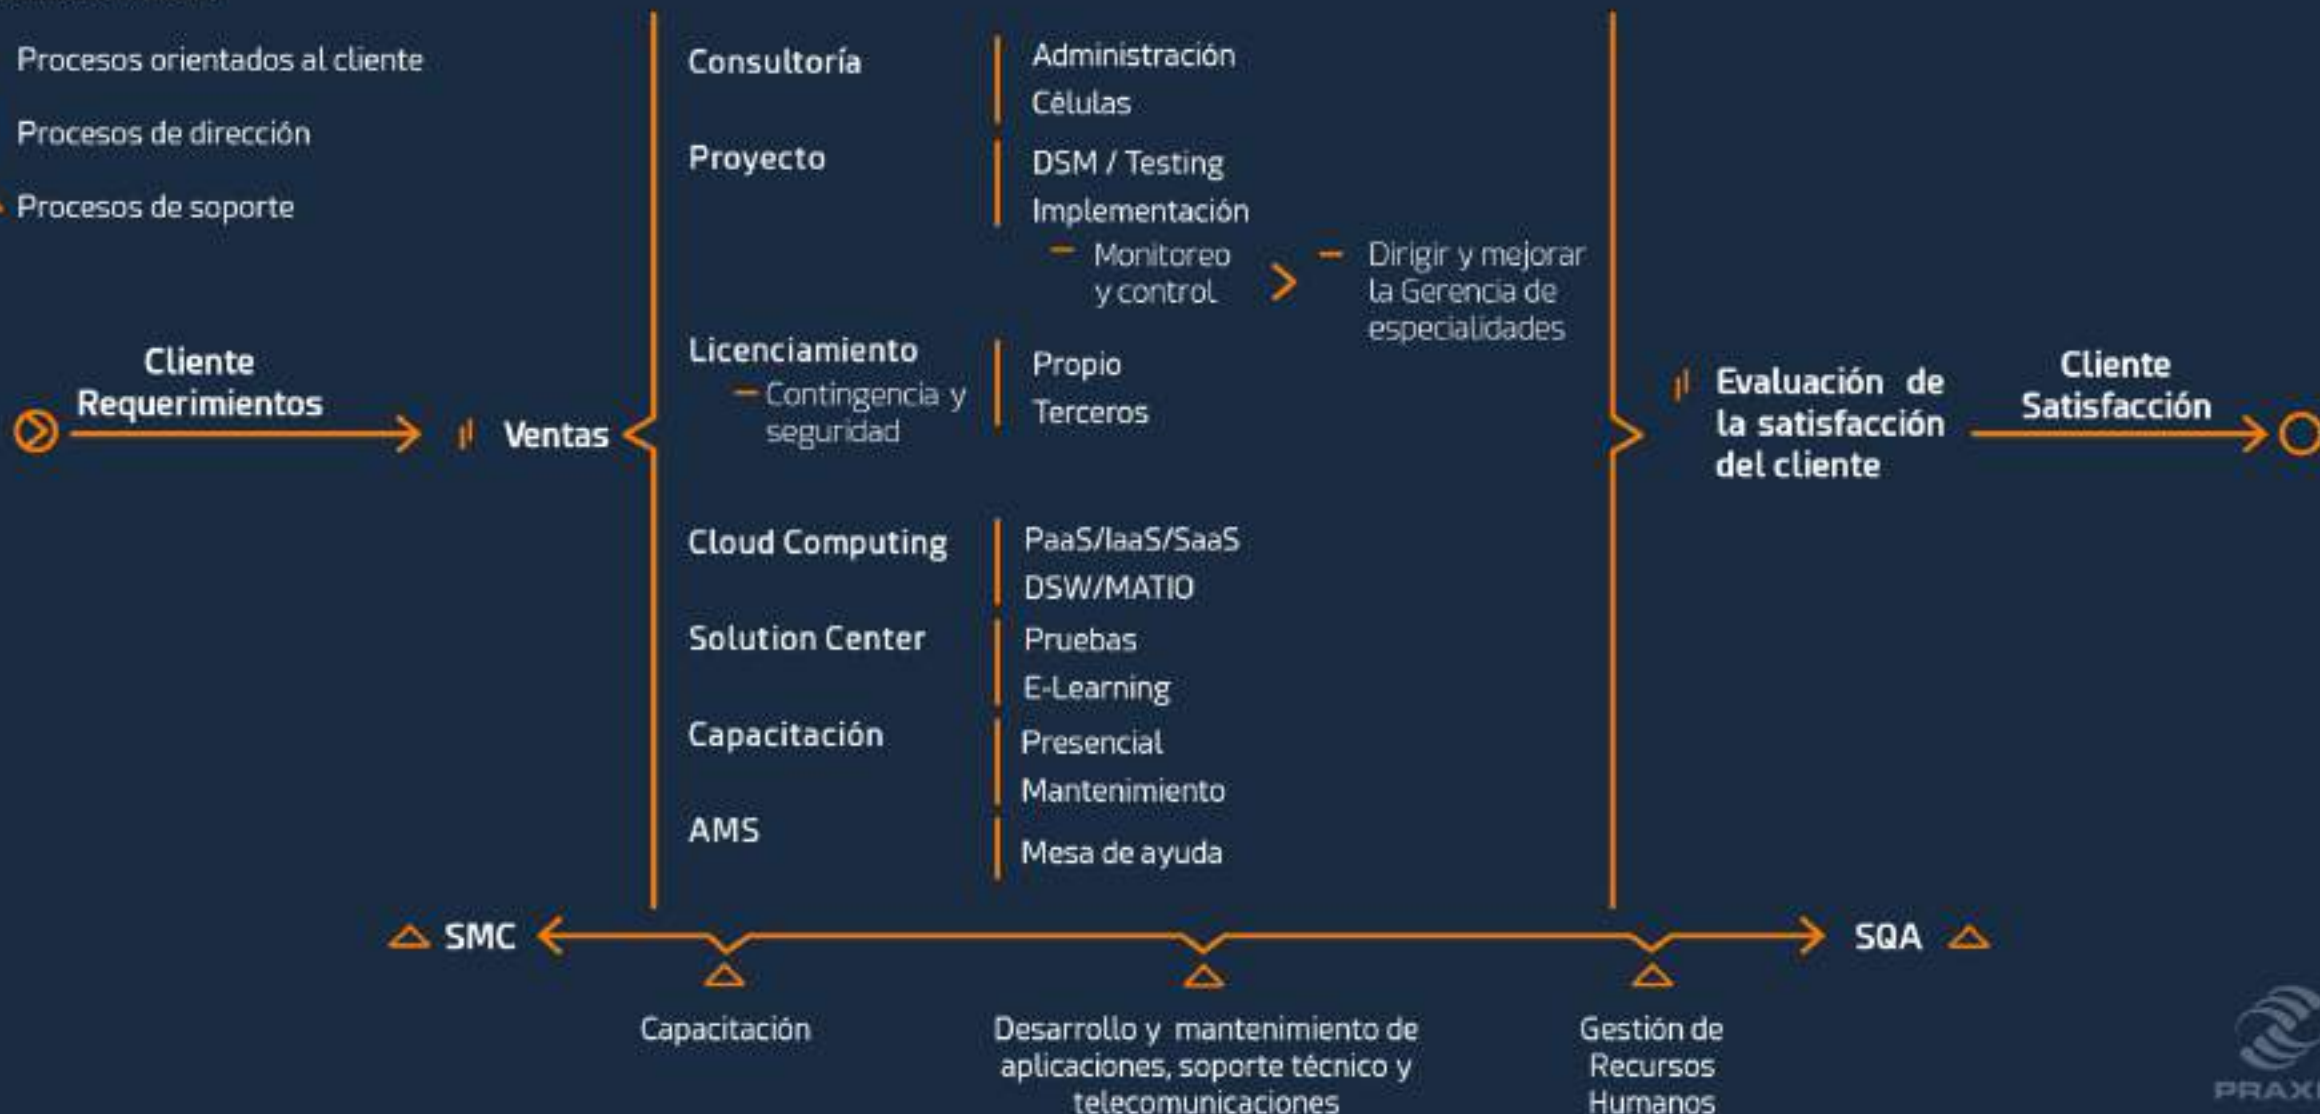 Procesos orientados al cliente
Procesos de dirección
Procesos de soporte
Cliente
Requerimientos
Ventas
Consultoría
Administración
Células
Proyecto
DSM / Testing
Implementación
Monitoreo
y control
Dirigir y mejorar
la Gerencia de
especialidades
Licenciamiento
Contingencia y
seguridad
Propio
Terceros
Cloud Computing
PaaS/IaaS/SaaS
DSW/MATIO
Solution Center
Pruebas
E-Learning
Capacitación
Presencial
Mantenimiento
AMS
Mesa de ayuda
Evaluación de
la satisfacción
del cliente
Cliente
Satisfacción
SMC
SQA
Capacitación
Desarrollo y mantenimiento de
aplicaciones, soporte técnico y
telecomunicaciones
Gestión de
Recursos
Humanos